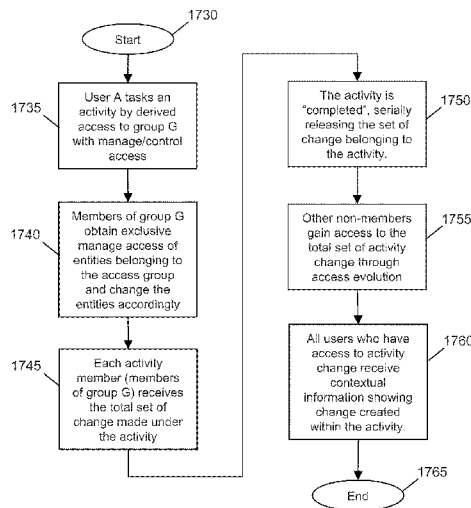 1730
Start
1735
User A tasks an
activity by derived
access to group G
with manage/control
access
1740
Members of group G
obtain exclusive
manage access of
entities belonging
to the access group
and change the
entities accordingly
1745
Each activity
member (members
of group G) receives
the total set of
change made under
the activity
The activity is
"completed", serially
releasing the set of
change belonging to
the activity.
1750
Other non-members
gain access to the
total set of activity
change through
access evolution
1755
All users who have
access to activity
change receive
contextual
information showing
change created
within the activity.
1760
1765
End